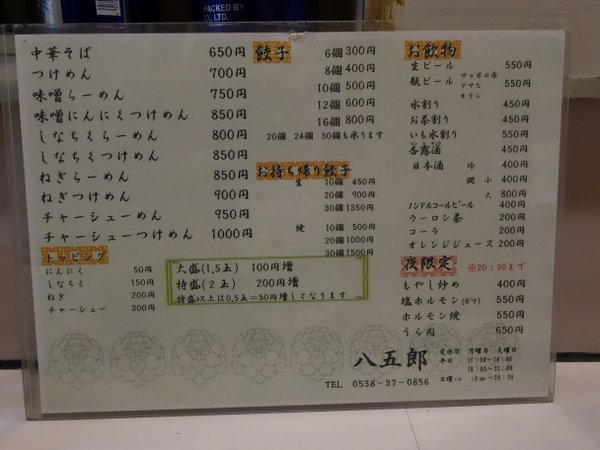 PACKED BY
CO., LTD.
中華そば 650円
つけめん 700円
味噌らーめん 750円
味噌にんにくつけめん 850円
しなちくらーめん 800円
しなちくつけめん 850円
ねぎらーめん 850円
ねぎつけめん 900円
チャーシューめん 950円
チャーシューつけめん 1000円
トッピング
にんにく 50円
しなちく 150円
ねぎ 200円
チャーシュー 300円
餃子 6個 300円
8個 400円
10個 500円
12個 600円
16個 800円
20個 24個 30個も承ります
お持ち帰り餃子
生 10個 450円
20個 900円
30個 1350円
焼 10個 500円
20個 1000円
30個 1500円
大盛(1,5玉) 100円増
特盛(2玉) 200円増
特盛以上は0,5玉=50円増しとなります
お飲物
生ビール 550円
瓶ビール サッポロ赤 アサヒ キリン 550円
水割り 450円
お茶割り 450円
いも水割り 550円
杏露酒 450円
日本酒 冷 400円
燗 小 400円
大 800円
ノンアルコールビール 400円
ウーロン茶 200円
コーラ 200円
オレンジジュース 200円
夜限定 ※20:30まで
もやし炒め 400円
塩ホルモン(ガツ) 550円
ホルモン焼 550円
うら肉 650円
八五郎
TEL 0538-37-0856
定休日 月曜日・火曜日
平日
日曜